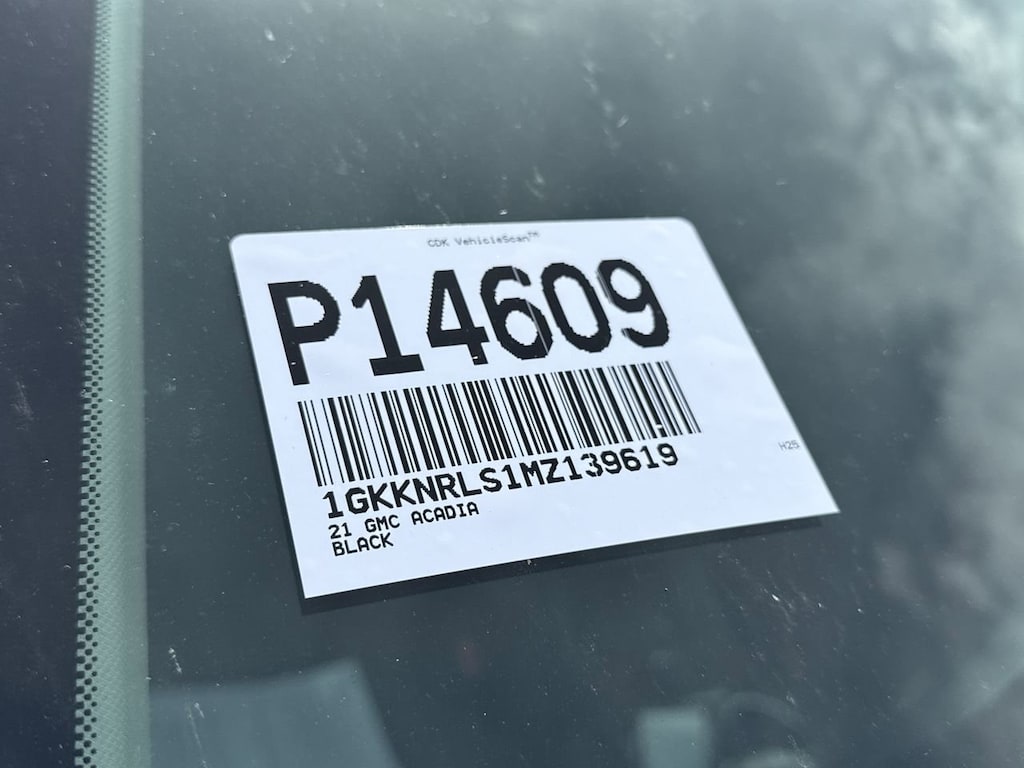 CDK VehicleScan™
P14609
1GKKNRLS1MZ139619
H25
21 GMC ACADIA
BLACK